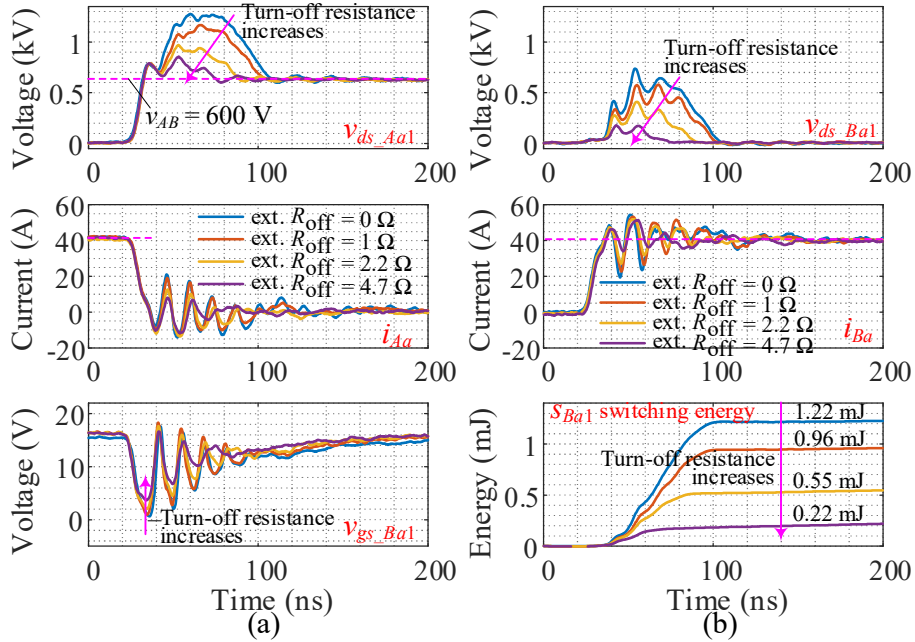 Voltage (kV)
1
0.5
0
Turn-off resistance
increases
v_AB = 600 V
v_ds_Aa1
0 100 200
Voltage (kV)
1
0.5
0
Turn-off resistance
increases
v_ds_Ba1
0 100 200
Current (A)
60
40
20
0
-20
ext. R_off = 0 Ω
ext. R_off = 1 Ω
ext. R_off = 2.2 Ω
ext. R_off = 4.7 Ω
i_Aa
0 100 200
Current (A)
60
40
20
0
-20
ext. R_off = 0 Ω
ext. R_off = 1 Ω
ext. R_off = 2.2 Ω
ext. R_off = 4.7 Ω
i_Ba
0 100 200
Voltage (V)
20
10
0
Turn-off resistance
increases
v_gs_Ba1
0 100 200
Time (ns)
(a)
Energy (mJ)
1
0.5
0
s_Ba1 switching energy
1.22 mJ
0.96 mJ
Turn-off resistance
increases
0.55 mJ
0.22 mJ
0 100 200
Time (ns)
(b)